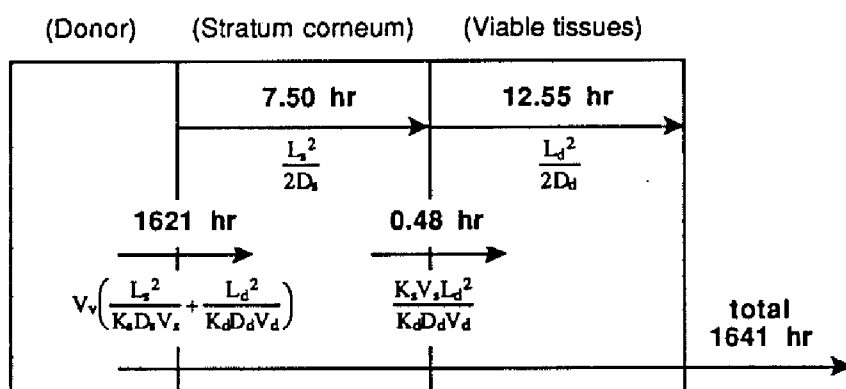 (Donor) (Stratum corneum) (Viable tissues)
7.50 hr 12.55 hr
L_s^2/2D_s L_d^2/2D_d
1621 hr 0.48 hr
V_v(L_s^2/K_sD_sV_s + L_d^2/K_dD_dV_d) K_sV_sL_d^2/K_dD_dV_d
total
1641 hr